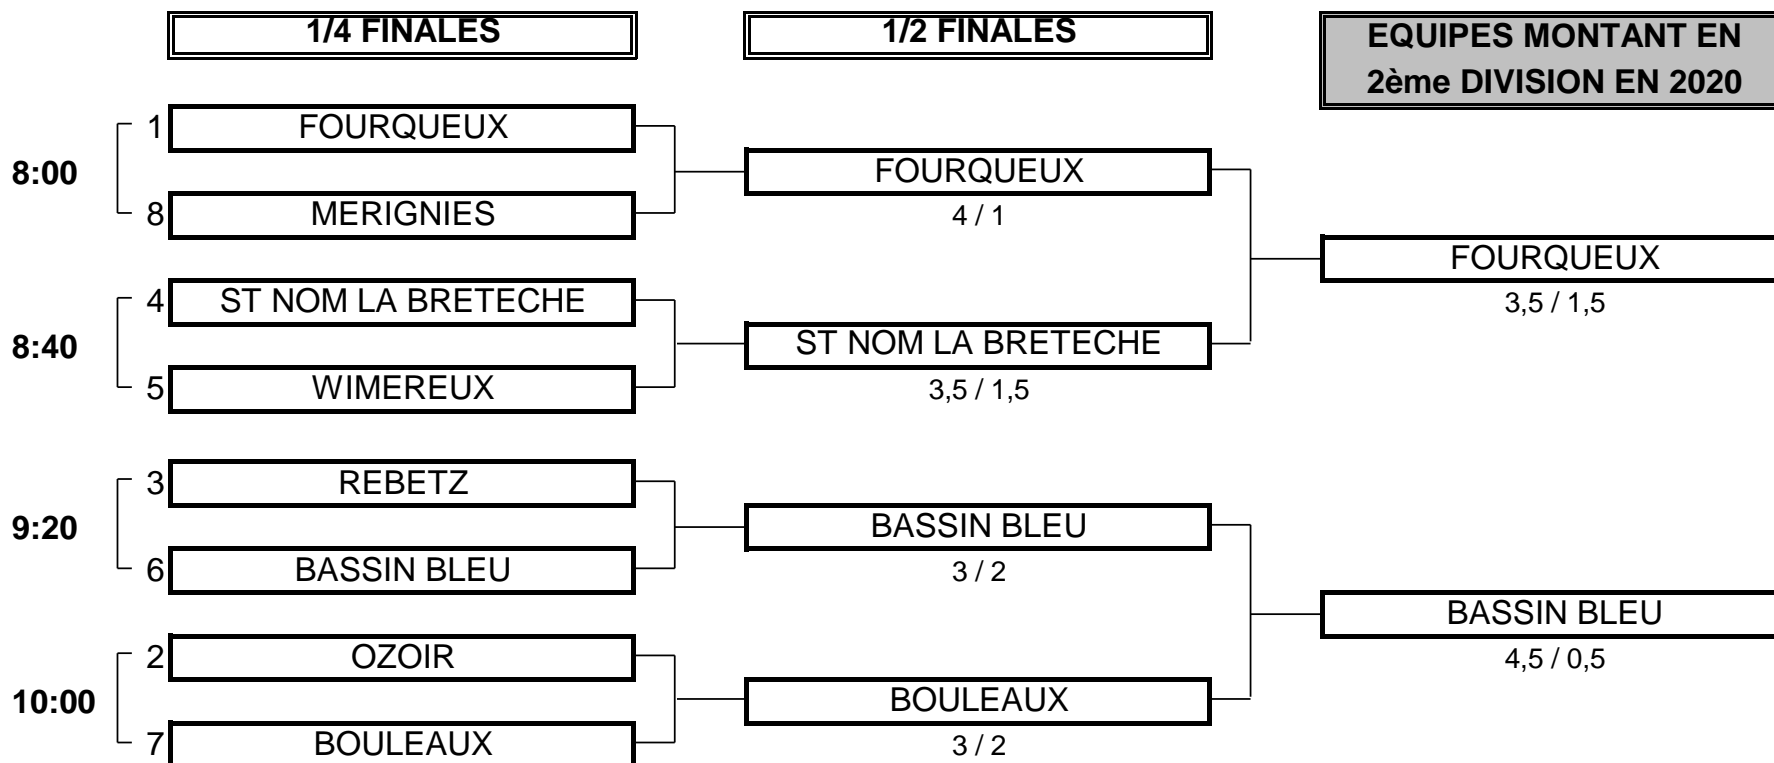 1/4 FINALES
1/2 FINALES
EQUIPES MONTANT EN
2ème DIVISION EN 2020
1 FOURQUEUX
8:00
8 MERIGNIES
FOURQUEUX
4 / 1
FOURQUEUX
3,5 / 1,5
4 ST NOM LA BRETECHE
8:40
5 WIMEREUX
ST NOM LA BRETECHE
3,5 / 1,5
3 REBETZ
9:20
6 BASSIN BLEU
BASSIN BLEU
3 / 2
BASSIN BLEU
4,5 / 0,5
2 OZOIR
10:00
7 BOULEAUX
BOULEAUX
3 / 2